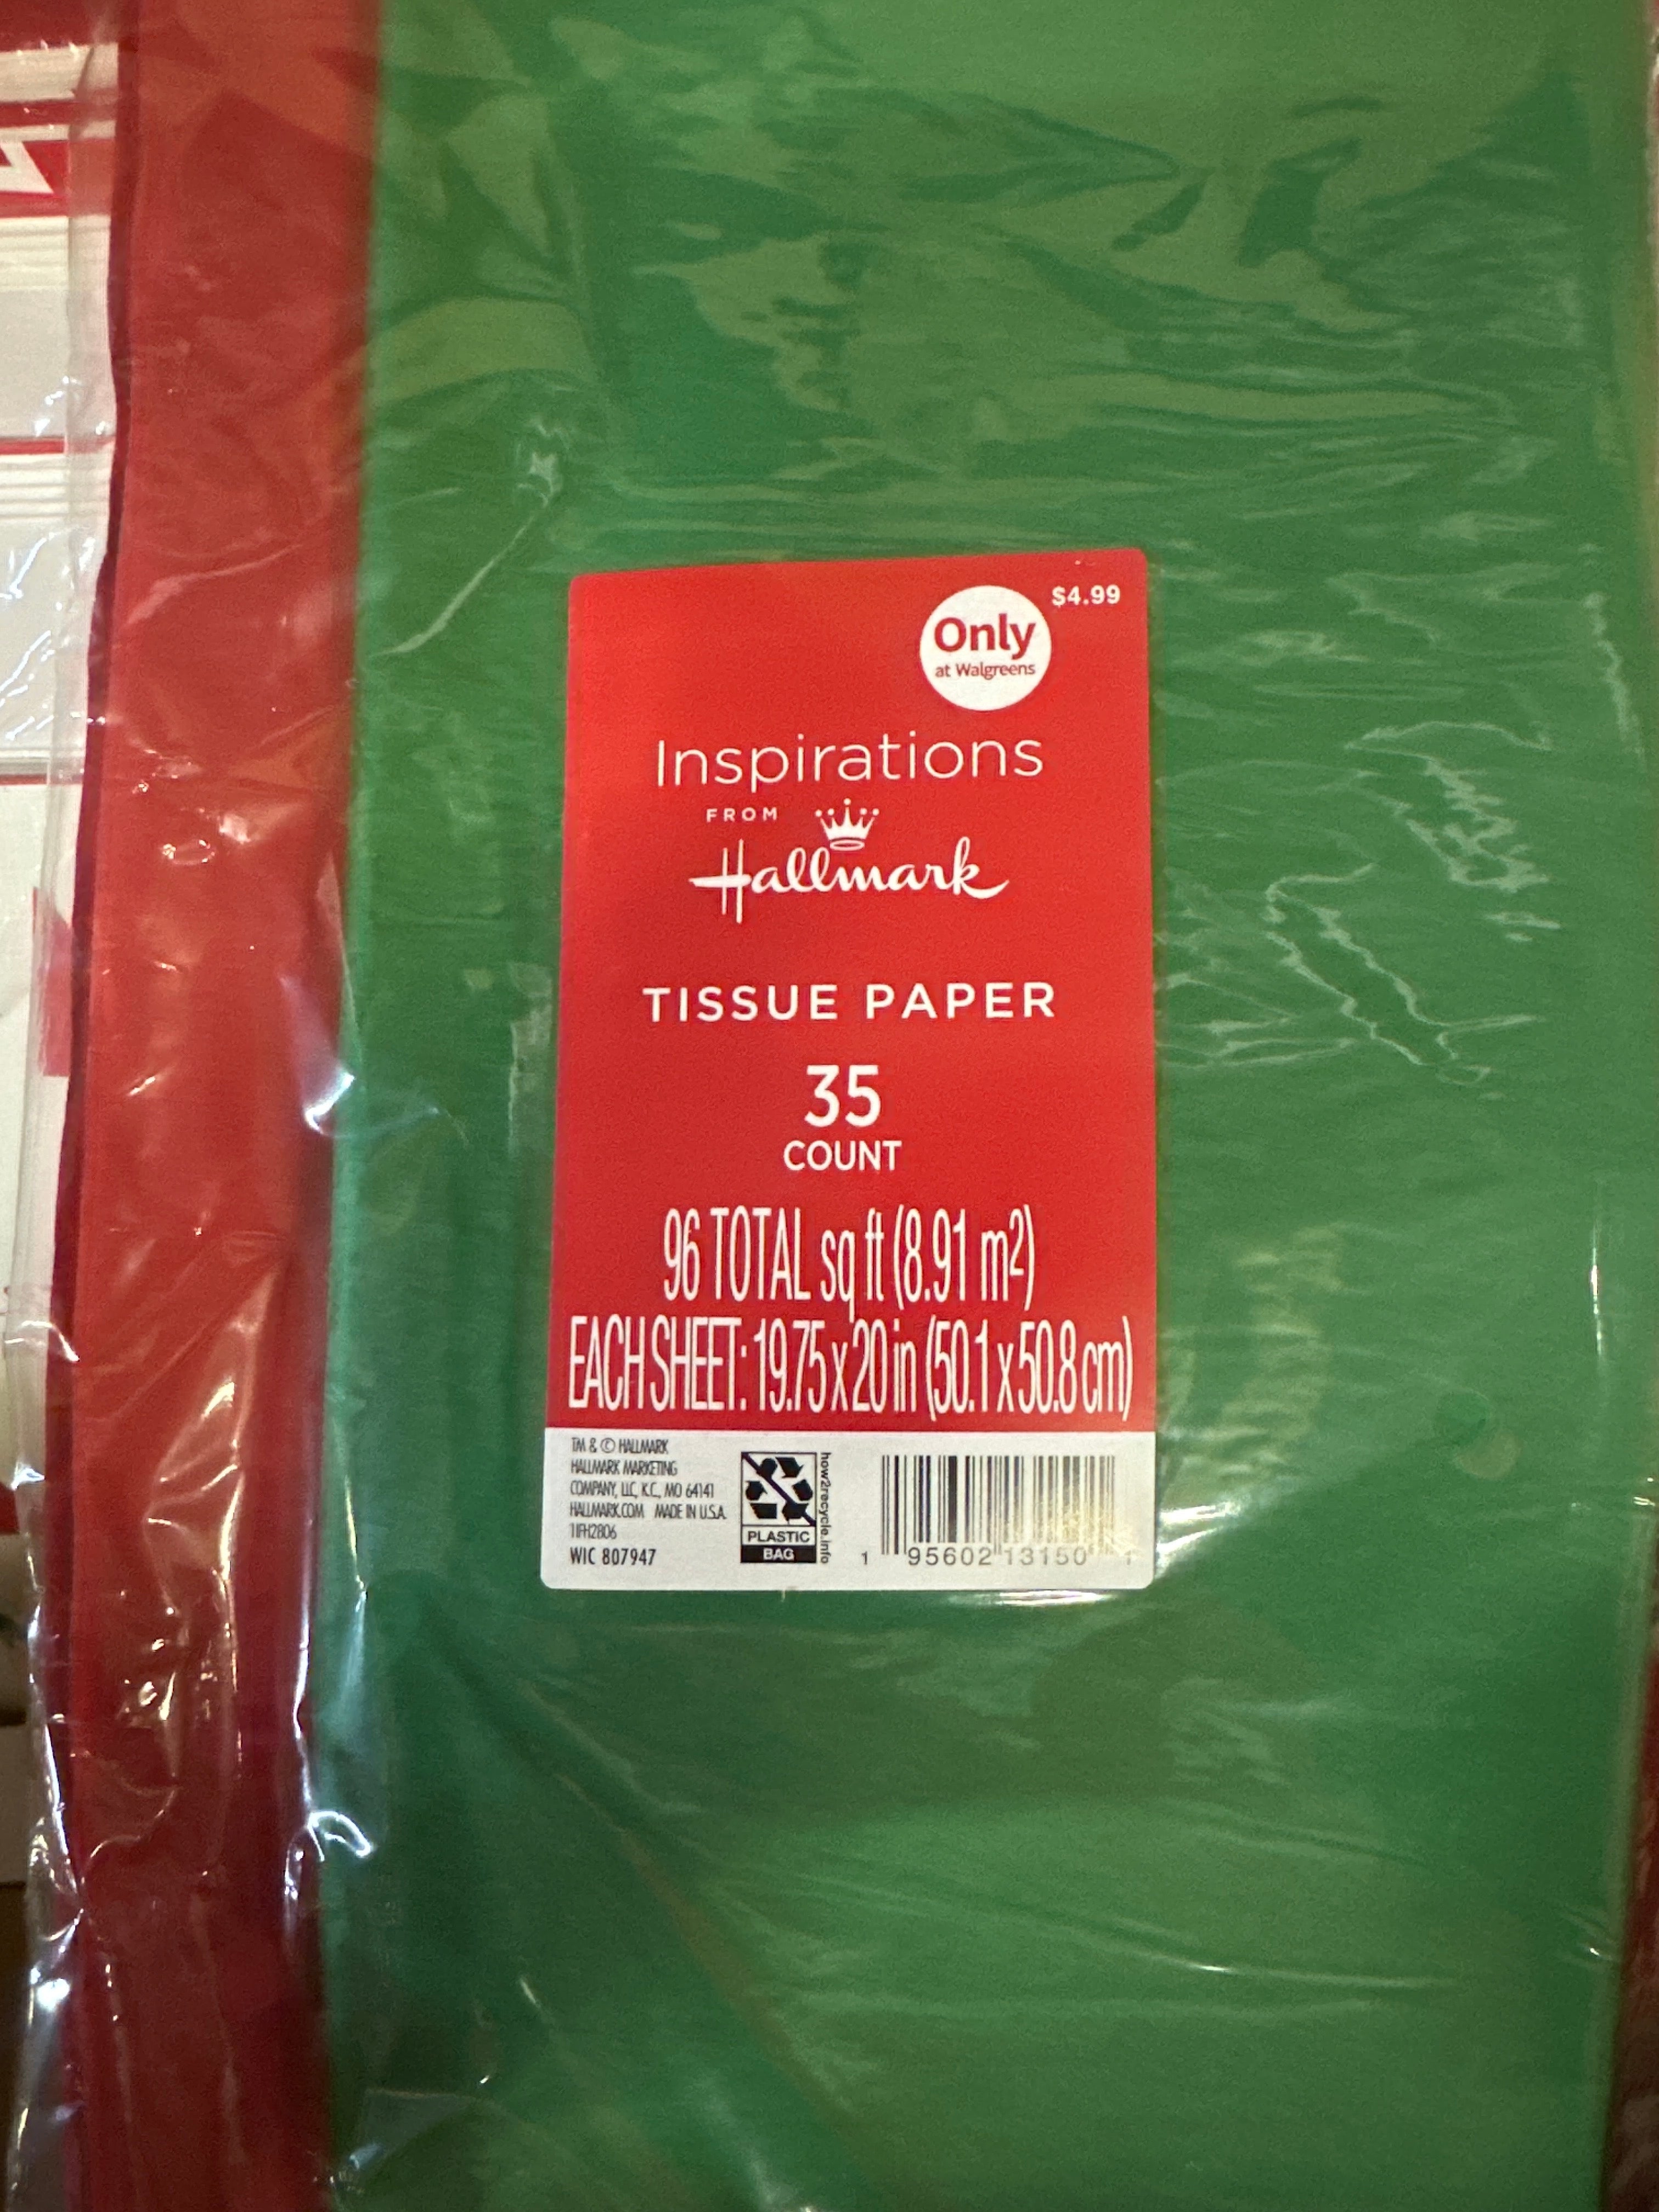 $4.99
Only
at Walgreens
Inspirations
FROM
Hallmark
TISSUE PAPER
35
COUNT
96 TOTAL sq ft (8.91 m²)
EACH SHEET: 19.75 x 20 in (50.1 x 50.8 cm)
TM & © HALLMARK
HALLMARK MARKETING
COMPANY, LLC, K.C., MO 64141
HALLMARK.COM MADE IN U.S.A.
1IFH2806
WIC 807947
PLASTIC
BAG
how2recycle.info
1 95602 13150 1